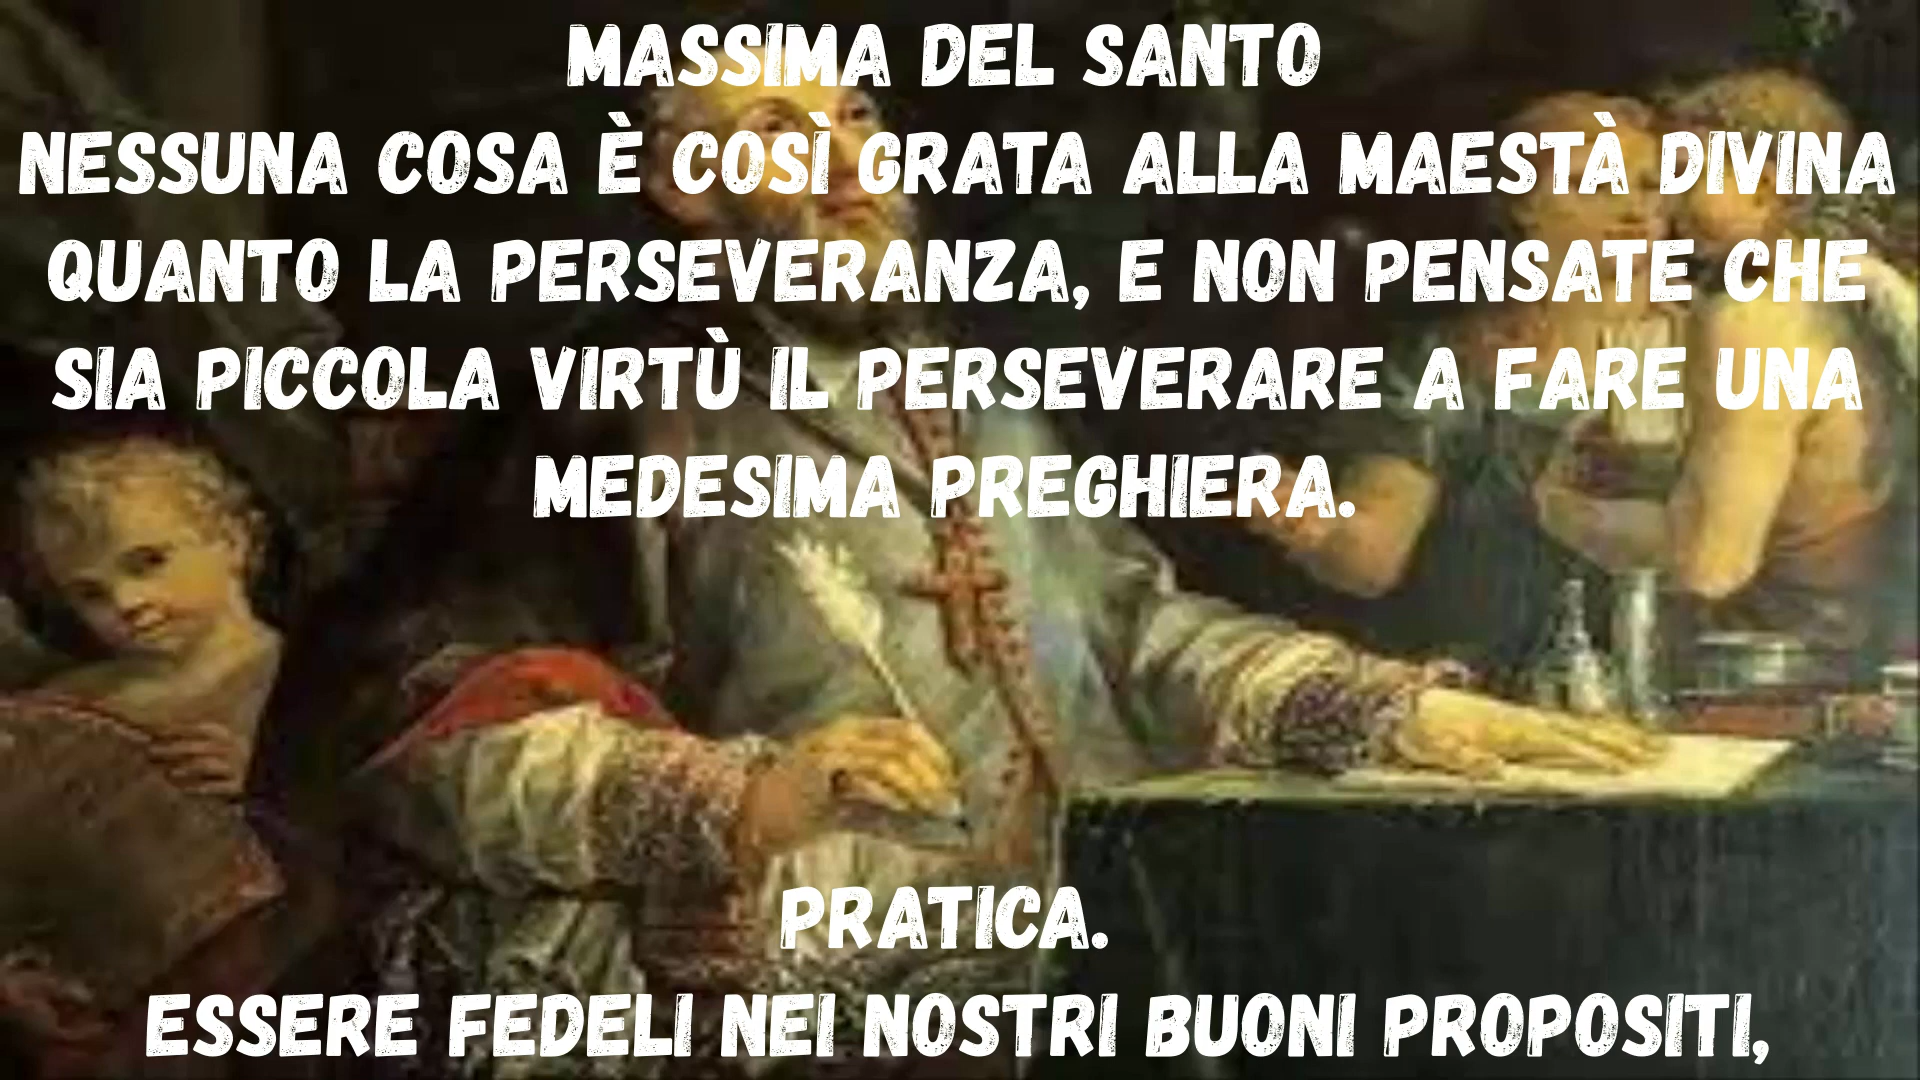 MASSIMA DEL SANTO
NESSUNA COSA È COSÌ GRATA ALLA MAESTÀ DIVINA
QUANTO LA PERSEVERANZA, E NON PENSATE CHE
SIA PICCOLA VIRTÙ IL PERSEVERARE A FARE UNA
MEDESIMA PREGHIERA.
PRATICA.
ESSERE FEDELI NEI NOSTRI BUONI PROPOSITI,